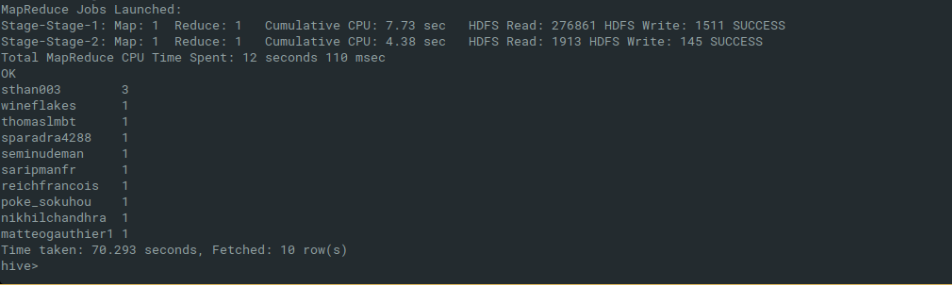 MapReduce Jobs Launched:
Stage-Stage-1: Map: 1  Reduce: 1   Cumulative CPU: 7.73 sec   HDFS Read: 276861 HDFS Write: 1511 SUCCESS
Stage-Stage-2: Map: 1  Reduce: 1   Cumulative CPU: 4.38 sec   HDFS Read: 1913 HDFS Write: 145 SUCCESS
Total MapReduce CPU Time Spent: 12 seconds 110 msec
OK
sthan003        3
wineflakes      1
thomaslmbt      1
sparadra4288    1
seminudeman     1
saripmanfr      1
reichfrancois   1
poke_sokuhou    1
nikhilchandhra  1
matteogauthier1 1
Time taken: 70.293 seconds, Fetched: 10 row(s)
hive>